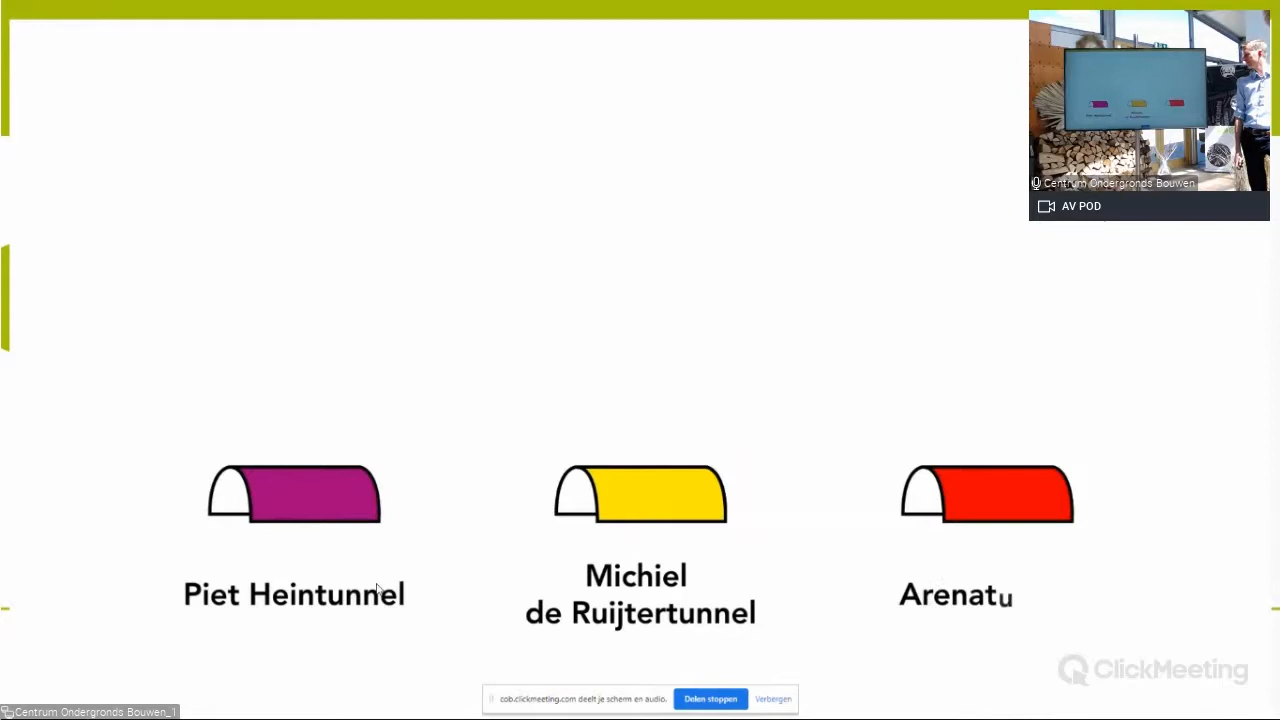 Centrum Ondergronds Bouwen
AV POD
Piet Heintunnel
Michiel
de Ruijtertunnel
Arenatu
ClickMeeting
cob.clickmeeting.com deelt je scherm en audio.
Delen stoppen
Verbergen
Centrum Ondergronds Bouwen_1